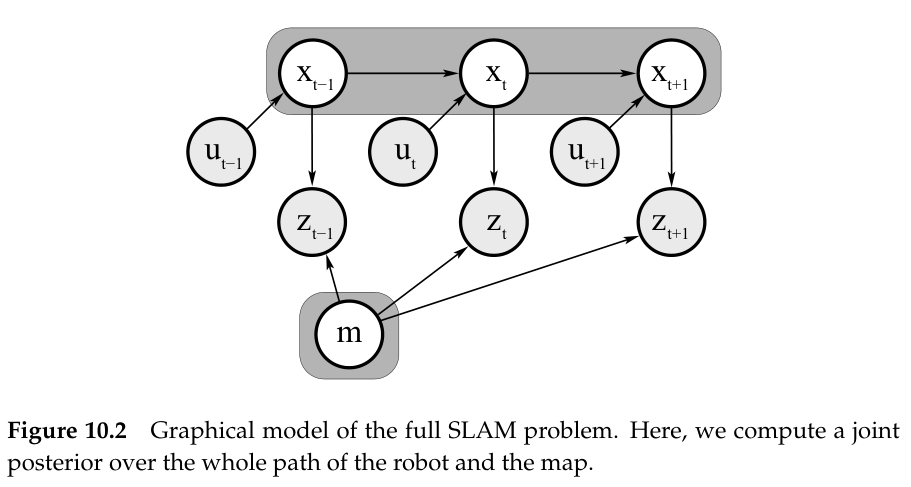 x_{t−1} x_t x_{t+1}
u_{t−1} u_t u_{t+1}
z_{t−1} z_t z_{t+1}
m
Figure 10.2 Graphical model of the full SLAM problem. Here, we compute a joint
posterior over the whole path of the robot and the map.